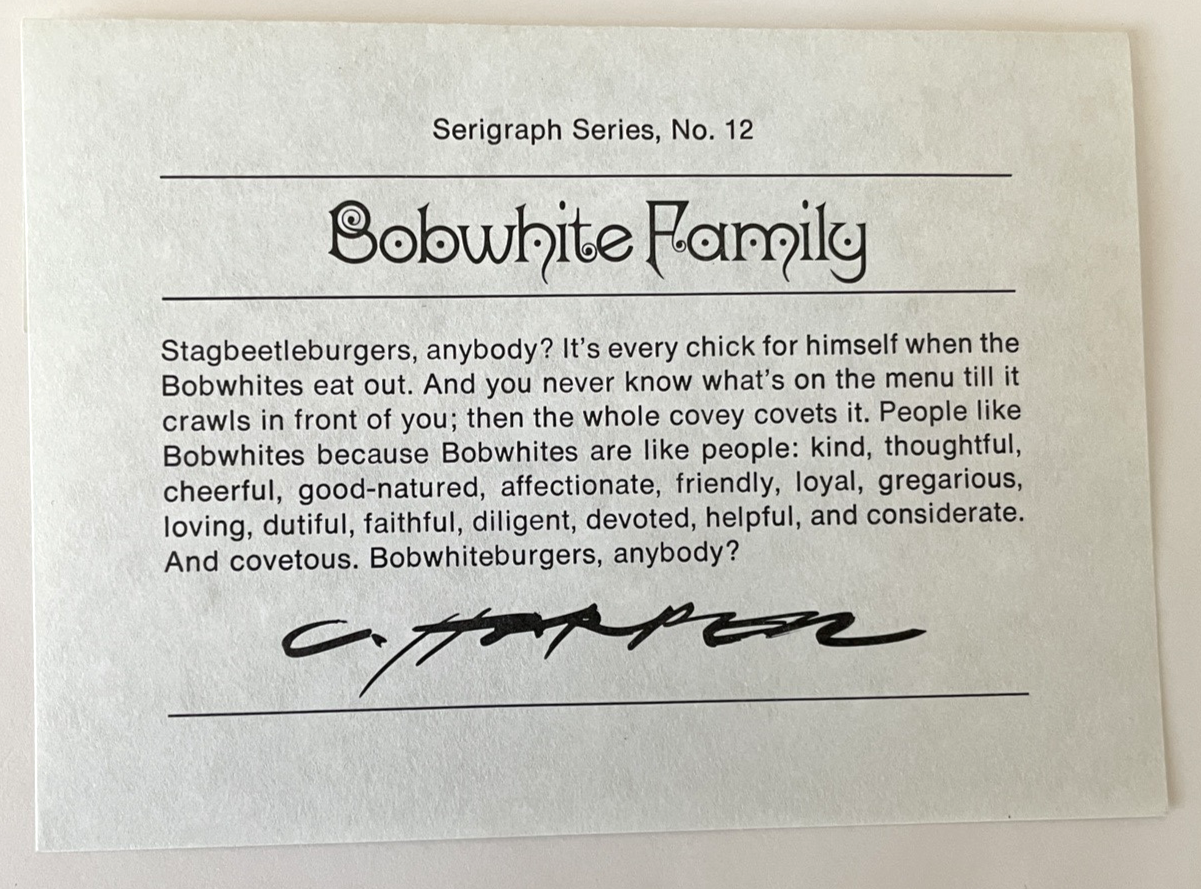 Serigraph Series, No. 12
Bobwhite Family
Stagbeetleburgers, anybody? It's every chick for himself when the
Bobwhites eat out. And you never know what's on the menu till it
crawls in front of you; then the whole covey covets it. People like
Bobwhites because Bobwhites are like people: kind, thoughtful,
cheerful, good-natured, affectionate, friendly, loyal, gregarious,
loving, dutiful, faithful, diligent, devoted, helpful, and considerate.
And covetous. Bobwhiteburgers, anybody?
C. HARPER